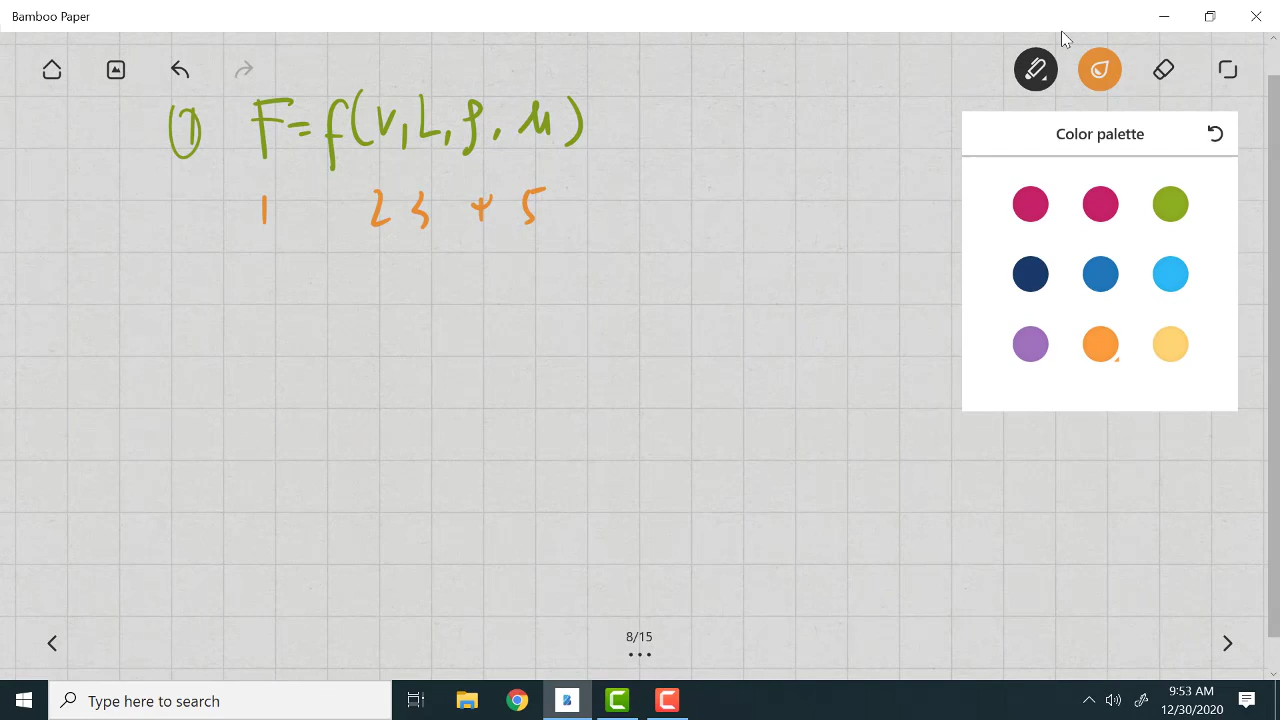 Bamboo Paper
① F=f(V,L,ρ,μ)
1 2 3 4 5
Color palette
8/15
Type here to search
9:53 AM
12/30/2020